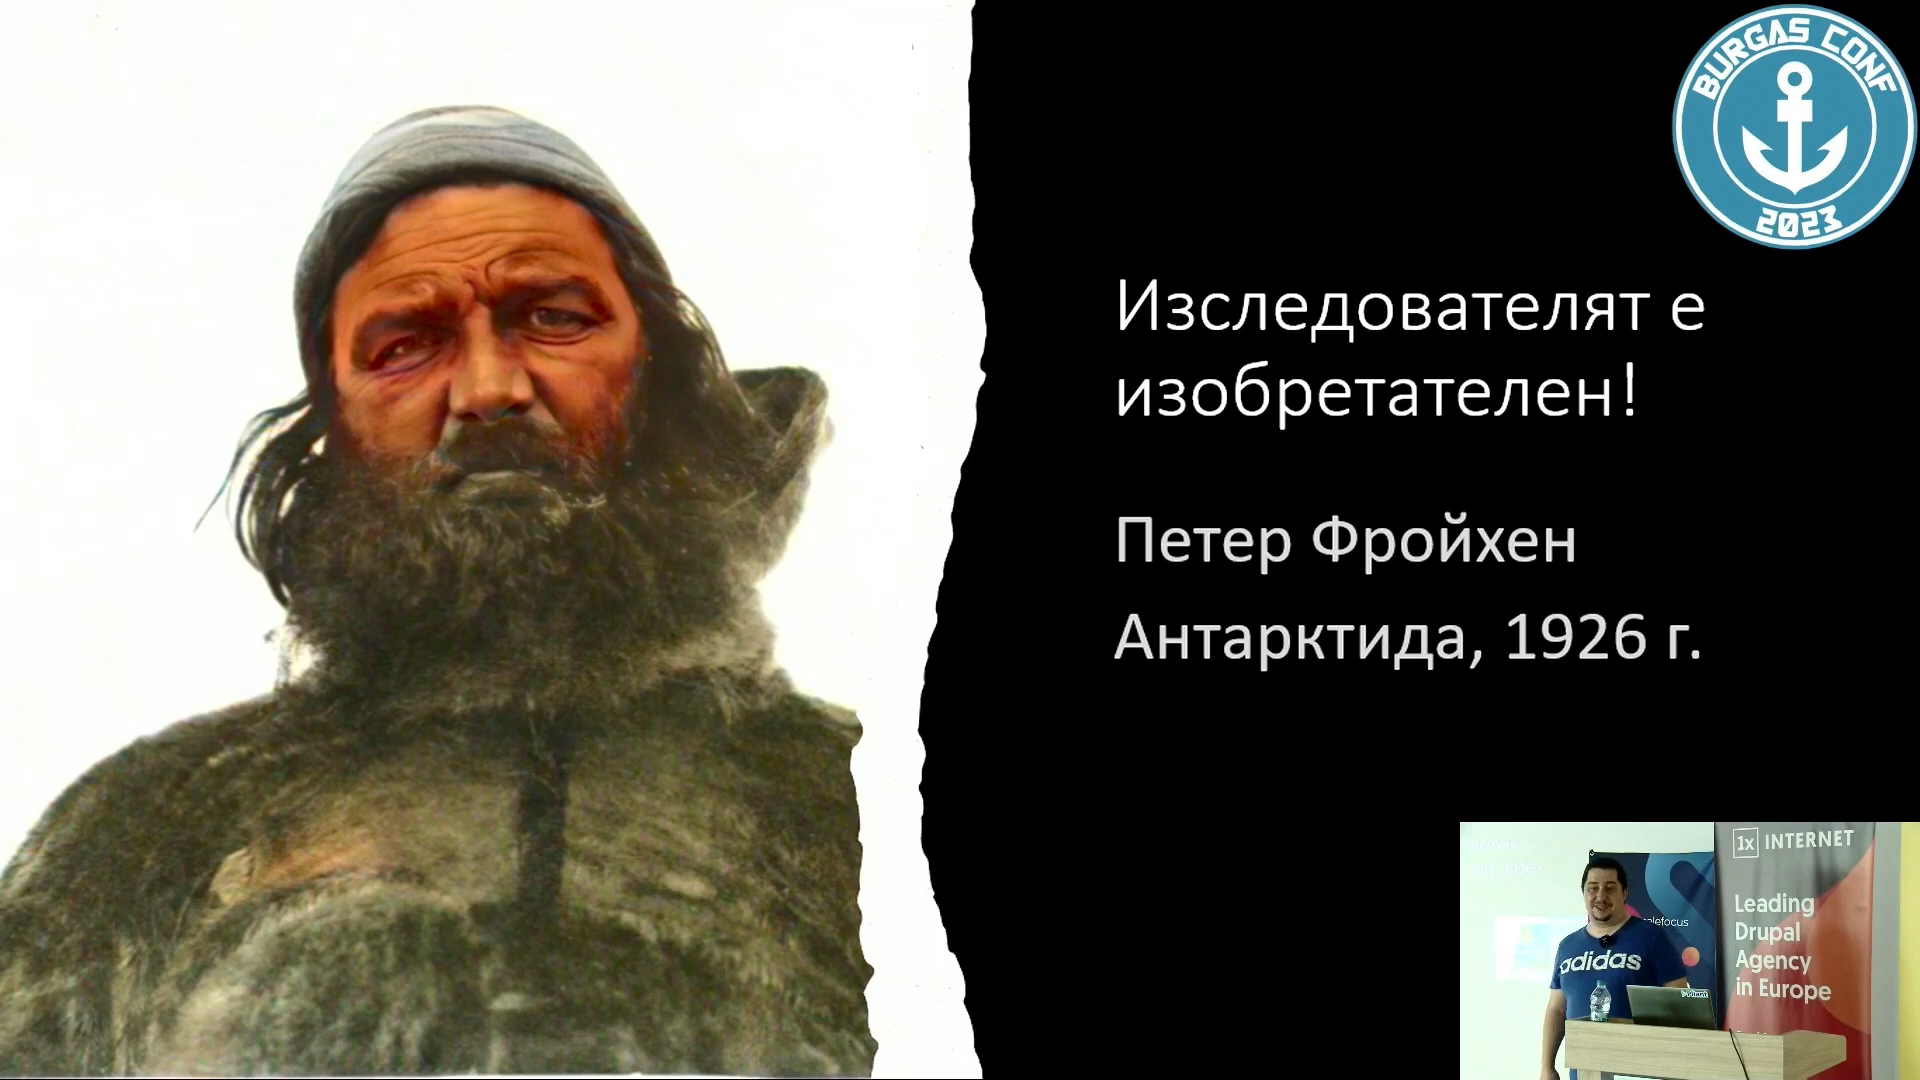 BURGAS CONF
2023
Изследователят е
изобретателен!
Петер Фройхен
Антарктида, 1926 г.
1x INTERNET
Leading
Drupal
Agency
in Europe
adidas